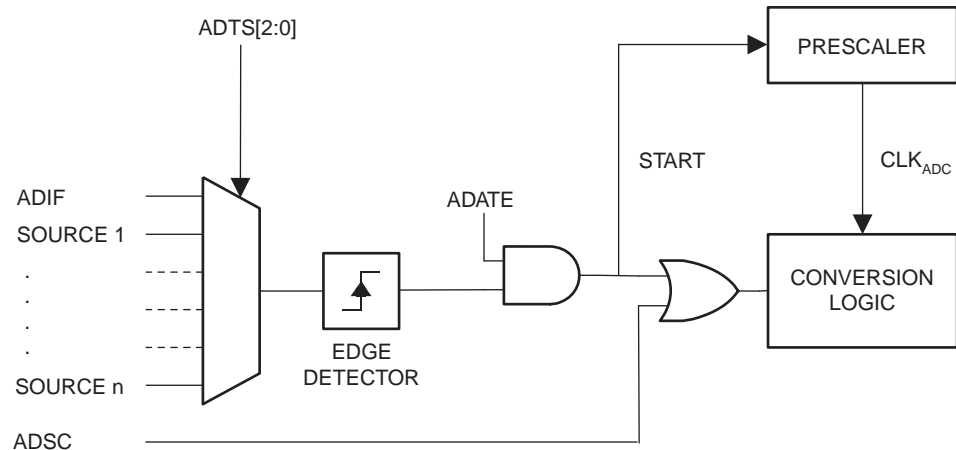 ADTS[2:0]
PRESCALER
START
CLKADC
ADIF
ADATE
SOURCE 1
.
.
.
.
CONVERSION
LOGIC
EDGE
DETECTOR
SOURCE n
ADSC